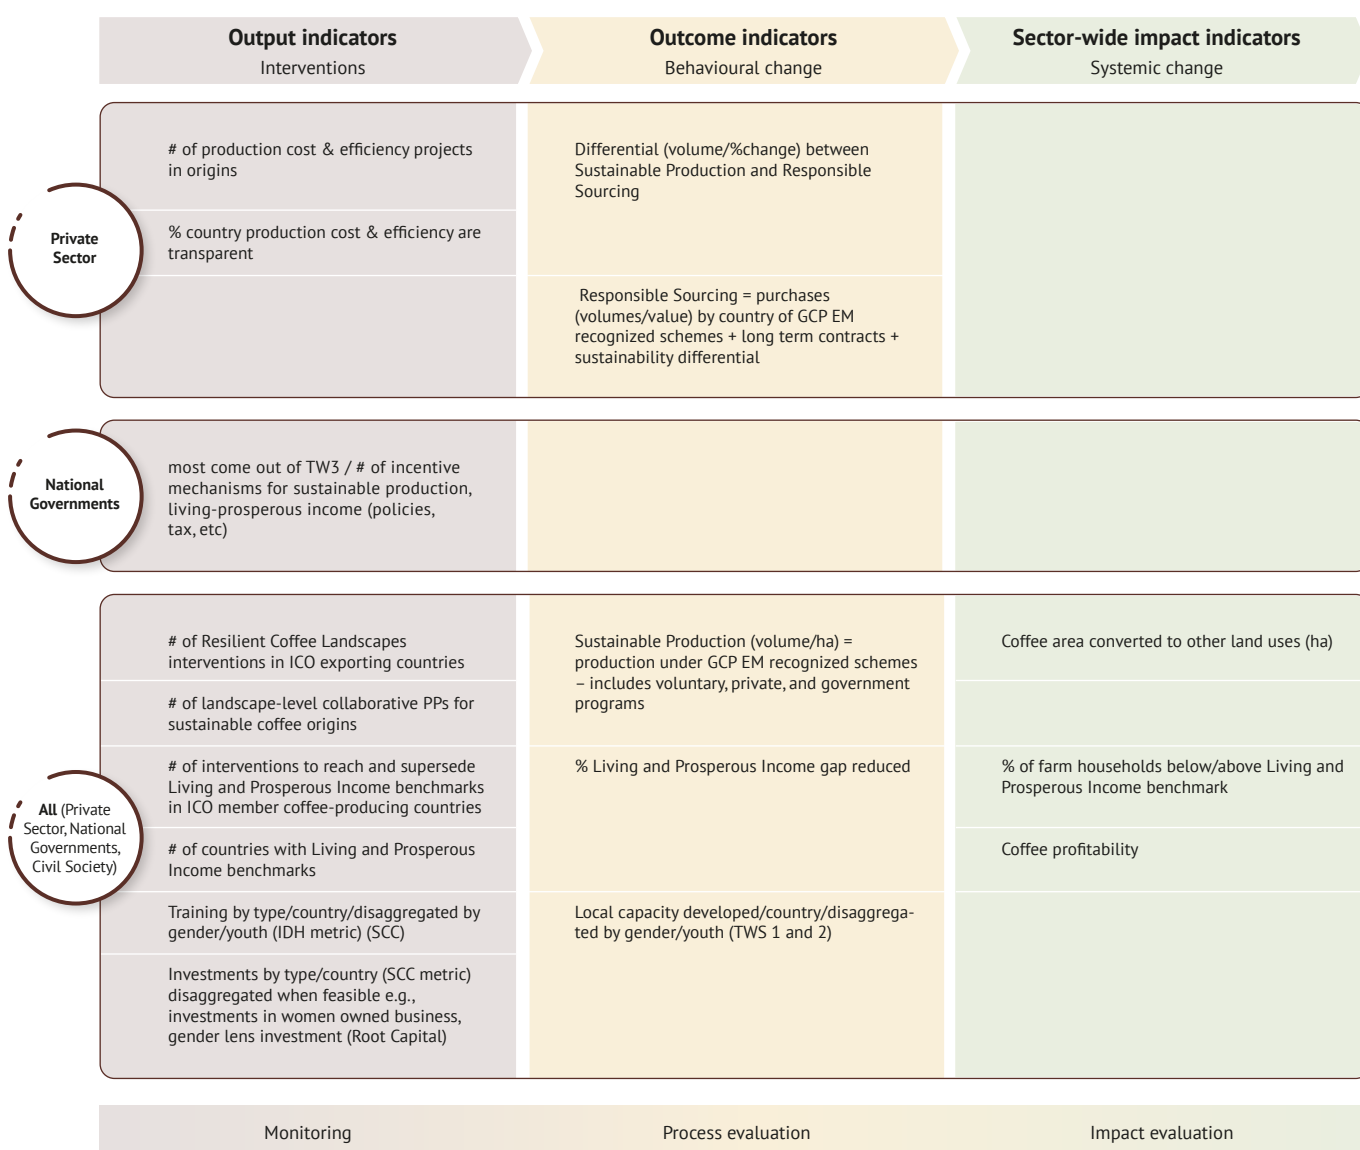 Output indicators
Interventions
Outcome indicators
Behavioural change
Sector-wide impact indicators
Systemic change
Private
Sector
# of production cost & efficiency projects
in origins
% country production cost & efficiency are
transparent
Differential (volume/%change) between
Sustainable Production and Responsible
Sourcing
Responsible Sourcing = purchases
(volumes/value) by country of GCP EM
recognized schemes + long term contracts +
sustainability differential
National
Governments
most come out of TW3 / # of incentive
mechanisms for sustainable production,
living-prosperous income (policies,
tax, etc)
All (Private
Sector, National
Governments,
Civil Society)
# of Resilient Coffee Landscapes
interventions in ICO exporting countries
# of landscape-level collaborative PPs for
sustainable coffee origins
# of interventions to reach and supersede
Living and Prosperous Income benchmarks
in ICO member coffee-producing countries
# of countries with Living and Prosperous
Income benchmarks
Training by type/country/disaggregated by
gender/youth (IDH metric) (SCC)
Investments by type/country (SCC metric)
disaggregated when feasible e.g.,
investments in women owned business,
gender lens investment (Root Capital)
Sustainable Production (volume/ha) =
production under GCP EM recognized schemes
– includes voluntary, private, and government
programs
% Living and Prosperous Income gap reduced
Local capacity developed/country/disaggrega-
ted by gender/youth (TWS 1 and 2)
Coffee area converted to other land uses (ha)
% of farm households below/above Living and
Prosperous Income benchmark
Coffee profitability
Monitoring
Process evaluation
Impact evaluation